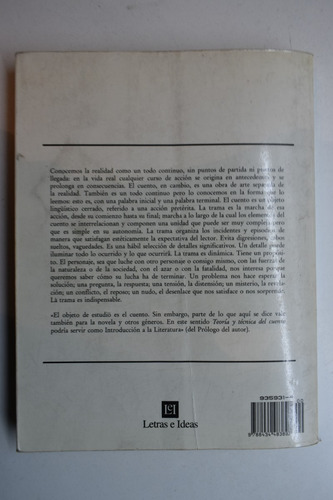 Conocemos la realidad como un todo continuo, sin puntos de partida ni puntos de
llegada: en la vida real cualquier curso de acción se origina en antecedentes y se
prolonga en consecuencias. El cuento, en cambio, es una obra de arte separada de
la realidad. También es un todo continuo pero lo conocemos en la forma que lo
leemos: esto es, con una palabra inicial y una palabra terminal. El cuento es un objeto
lingüístico cerrado, referido a una acción pretérita. La trama es la marcha de esa
acción, desde su comienzo hasta su final; marcha a lo largo de la cual los elementos del
cuento se interrelacionan y componen una unidad que puede ser muy compleja pero
que es simple en su autonomía. La trama organiza los incidentes y episodios de
manera que satisfagan estéticamente la expectativa del lector. Evita digresiones, cabos
sueltos, vaguedades. Es una hábil selección de detalles significativos. Un detalle puede
iluminar todo lo ocurrido y lo que ocurrirá. La trama es dinámica. Tiene un propósi-
to. El personaje, sea que luche con otro personaje o consigo mismo, con las fuerzas de
la naturaleza o de la sociedad, con el azar o con la fatalidad, nos interesa porque
queremos saber cómo su lucha ha de terminar. Un problema nos hace esperar la
solución; una pregunta, la respuesta; una tensión, la distensión; un misterio, la revela-
ción; un conflicto, el reposo; un nudo, el desenlace que nos satisface o nos sorprende.
La trama es indispensable.
«El objeto de estudio es el cuento. Sin embargo, parte de lo que aquí se dice vale
también para la novela y otros géneros. En este sentido Teoría y técnica del cuento
podría servir como Introducción a la Literatura» (del Prólogo del autor).
Letras e Ideas